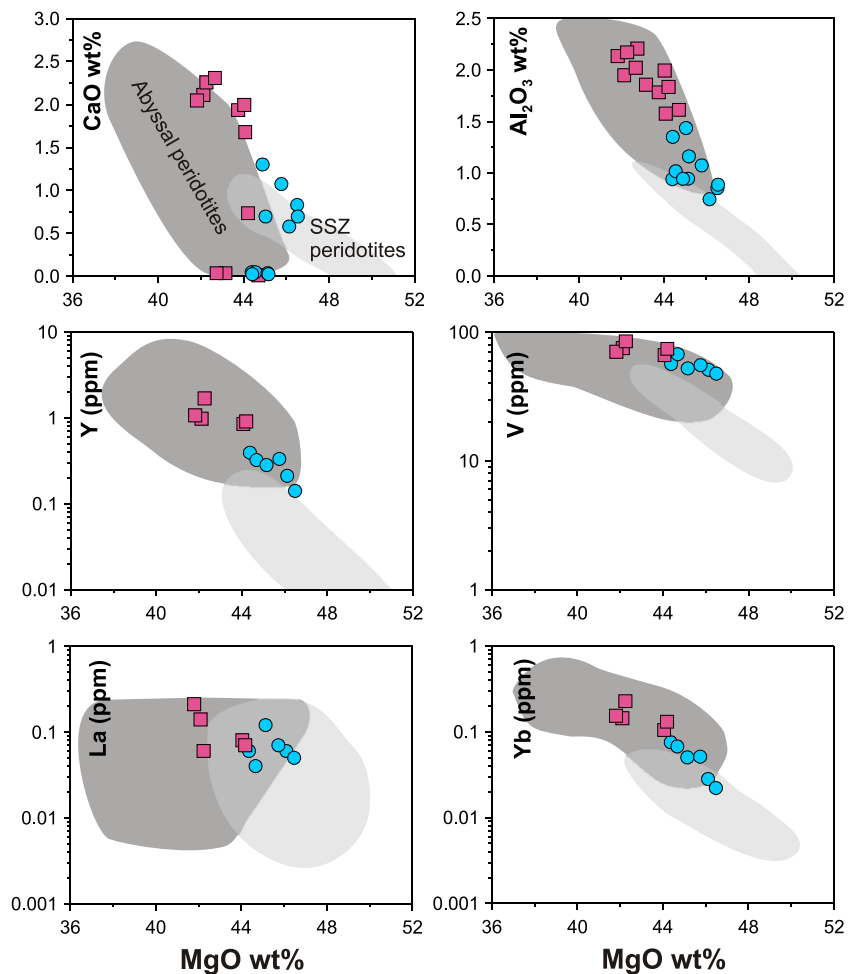 3.0
2.5
2.0
1.5
1.0
0.5
0.0
CaO wt%
Abyssal peridotites
SSZ
peridotites
36 40 44 48 52
2.5
2.0
1.5
1.0
0.5
0.0
Al2O3 wt%
36 40 44 48 52
10
1
0.1
0.01
Y (ppm)
36 40 44 48 52
100
10
1
V (ppm)
36 40 44 48 52
1
0.1
0.01
0.001
La (ppm)
36 40 44 48 52
MgO wt%
1
0.1
0.01
0.001
Yb (ppm)
36 40 44 48 52
MgO wt%